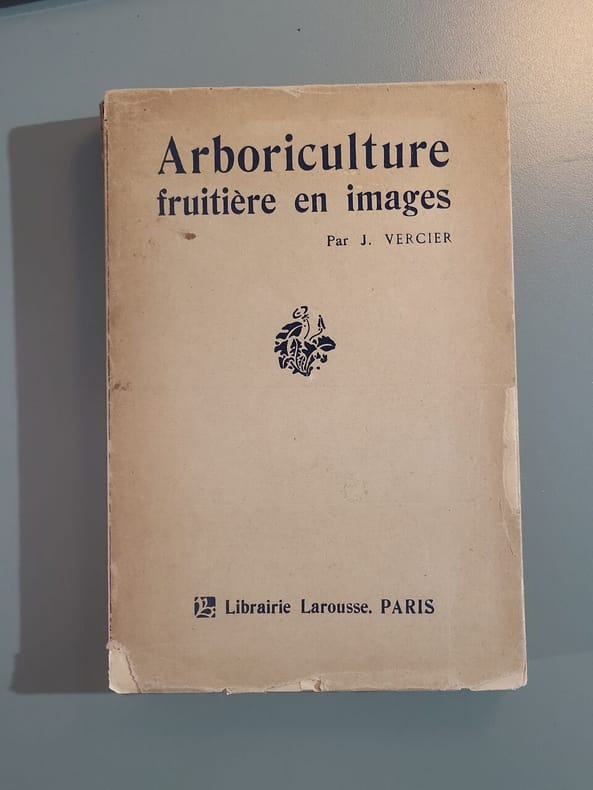 Arboriculture
fruitière en images
Par J. VERCIER
Librairie Larousse. PARIS